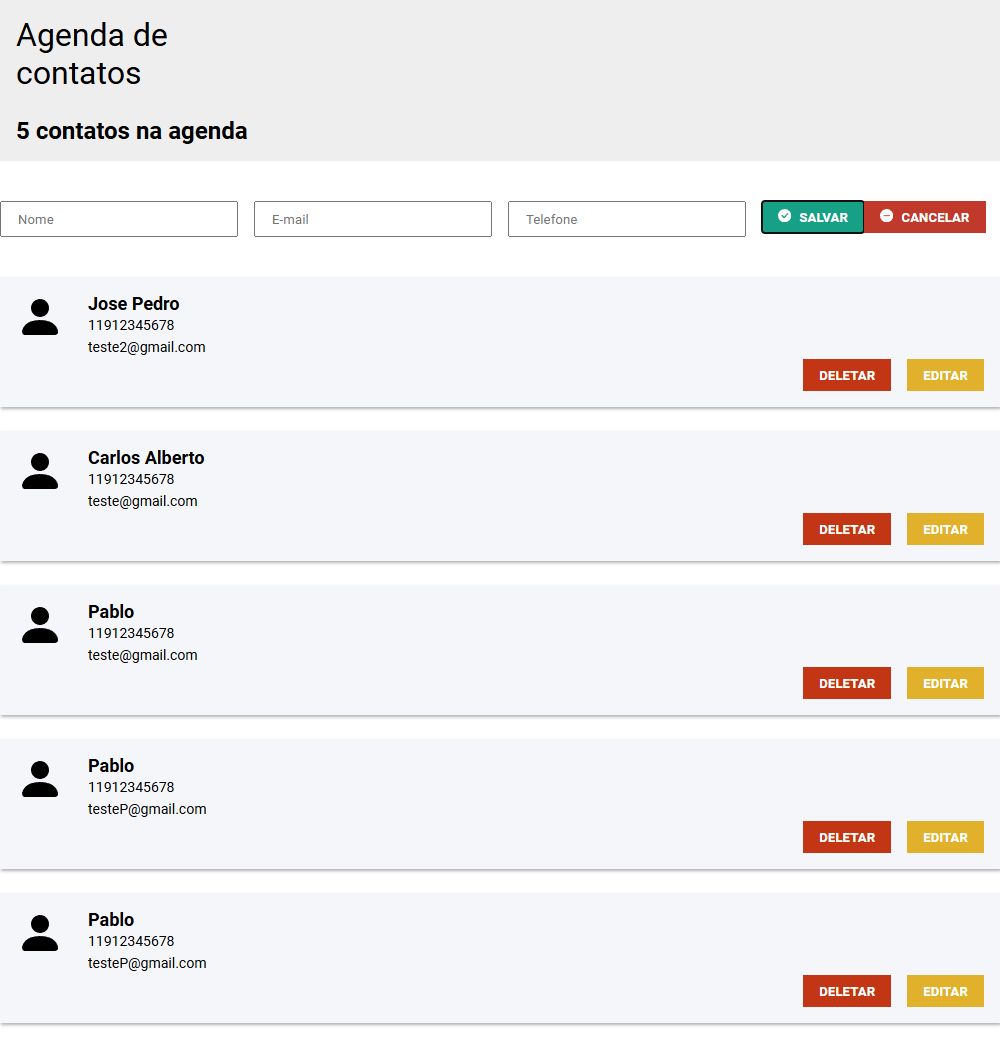 Agenda de
contatos
5 contatos na agenda
Nome E-mail Telefone SALVAR CANCELAR
Jose Pedro
11912345678
teste2@gmail.com
DELETAR EDITAR
Carlos Alberto
11912345678
teste@gmail.com
DELETAR EDITAR
Pablo
11912345678
teste@gmail.com
DELETAR EDITAR
Pablo
11912345678
testeP@gmail.com
DELETAR EDITAR
Pablo
11912345678
testeP@gmail.com
DELETAR EDITAR